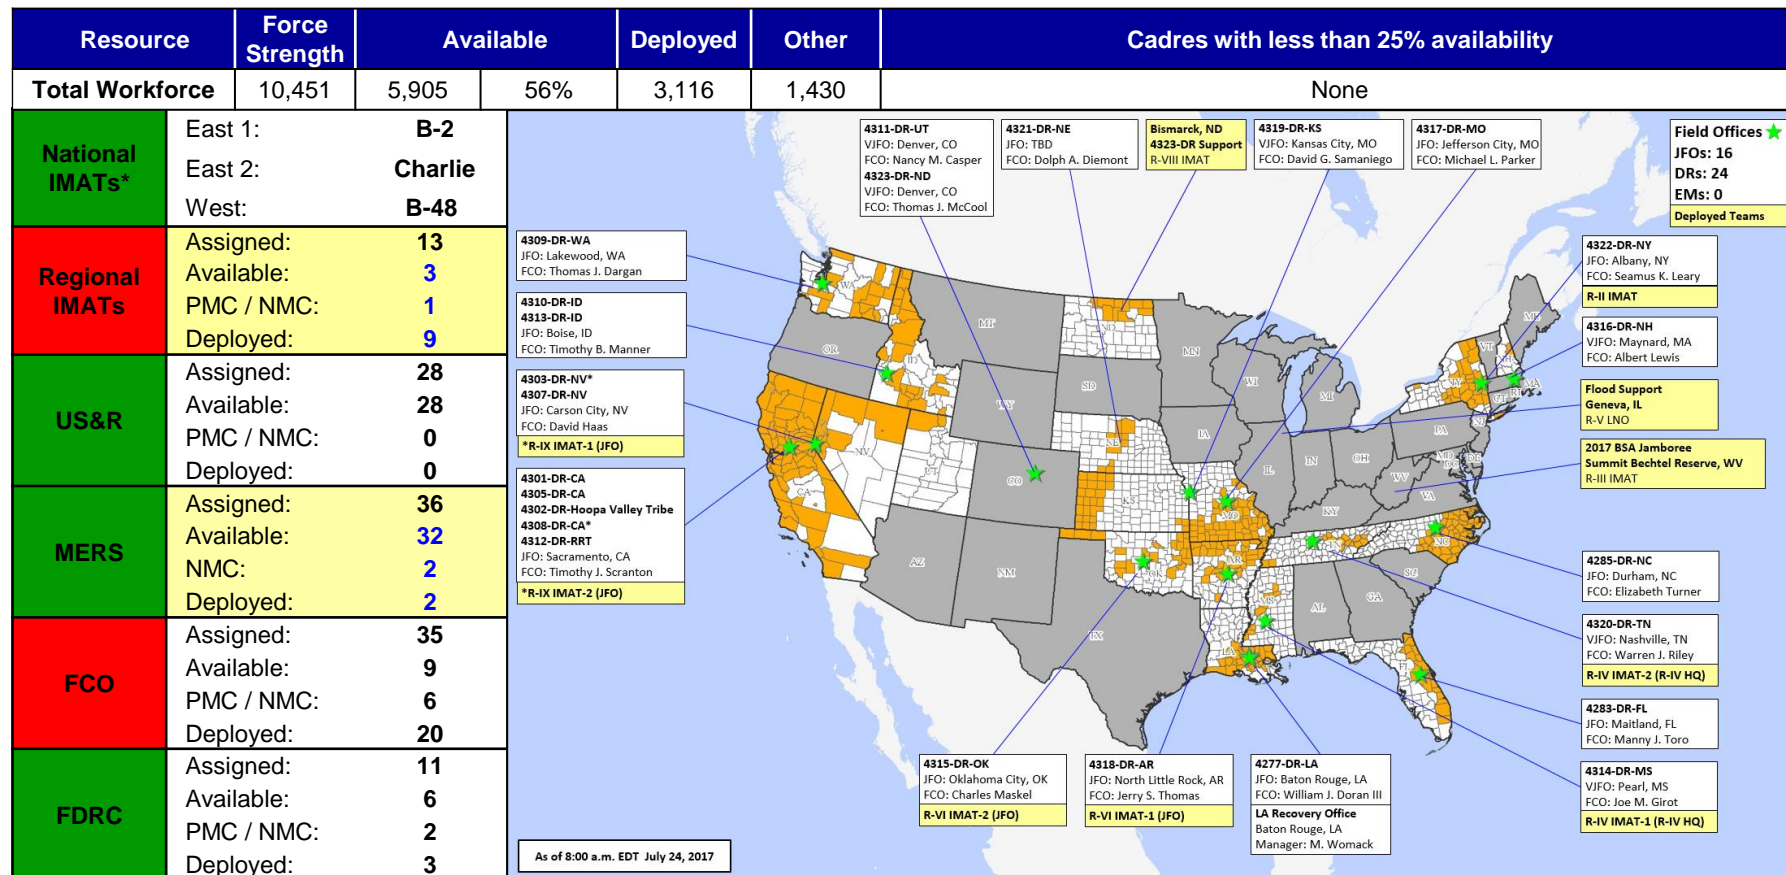 Resource Force Strength Available Deployed Other Cadres with less than 25% availability
Total Workforce 10,451 5,905 56% 3,116 1,430 None
National IMATs*
East 1: B-2
East 2: Charlie
West: B-48
Regional IMATs
Assigned: 13
Available: 3
PMC / NMC: 1
Deployed: 9
US&R
Assigned: 28
Available: 28
PMC / NMC: 0
Deployed: 0
MERS
Assigned: 36
Available: 32
NMC: 2
Deployed: 2
FCO
Assigned: 35
Available: 9
PMC / NMC: 6
Deployed: 20
FDRC
Assigned: 11
Available: 6
PMC / NMC: 2
Deployed: 3
4311-DR-UT
VJFO: Denver, CO
FCO: Nancy M. Casper
4323-DR-ND
VJFO: Denver, CO
FCO: Thomas J. McCool
4321-DR-NE
JFO: TBD
FCO: Dolph A. Diemont
Bismarck, ND
4323-DR Support
R-VIII IMAT
4319-DR-KS
VJFO: Kansas City, MO
FCO: David G. Samaniego
4317-DR-MO
JFO: Jefferson City, MO
FCO: Michael L. Parker
Field Offices
JFOs: 16
DRs: 24
EMs: 0
Deployed Teams
4309-DR-WA
JFO: Lakewood, WA
FCO: Thomas J. Dargan
4310-DR-ID
4313-DR-ID
JFO: Boise, ID
FCO: Timothy B. Manner
4303-DR-NV*
4307-DR-NV
JFO: Carson City, NV
FCO: David Haas
*R-IX IMAT-1 (JFO)
4301-DR-CA
4305-DR-CA
4302-DR-Hoopa Valley Tribe
4308-DR-CA*
4312-DR-RRT
JFO: Sacramento, CA
FCO: Timothy J. Scranton
*R-IX IMAT-2 (JFO)
4322-DR-NY
JFO: Albany, NY
FCO: Seamus K. Leary
R-II IMAT
4316-DR-NH
VJFO: Maynard, MA
FCO: Albert Lewis
Flood Support
Geneva, IL
R-V LNO
2017 BSA Jamboree
Summit Bechtel Reserve, WV
R-III IMAT
4285-DR-NC
JFO: Durham, NC
FCO: Elizabeth Turner
4320-DR-TN
VJFO: Nashville, TN
FCO: Warren J. Riley
R-IV IMAT-2 (R-IV HQ)
4283-DR-FL
JFO: Maitland, FL
FCO: Manny J. Toro
4314-DR-MS
VJFO: Pearl, MS
FCO: Joe M. Girot
R-IV IMAT-1 (R-IV HQ)
4315-DR-OK
JFO: Oklahoma City, OK
FCO: Charles Maskel
R-VI IMAT-2 (JFO)
4318-DR-AR
JFO: North Little Rock, AR
FCO: Jerry S. Thomas
R-VI IMAT-1 (JFO)
4277-DR-LA
JFO: Baton Rouge, LA
FCO: William J. Doran III
LA Recovery Office
Baton Rouge, LA
Manager: M. Womack
WA
MT
ND
MN
ME
OR
ID
SD
WI
MI
VT
NH
NY
MA
CT
RI
WY
NE
IA
PA
NJ
NV
UT
CO
KS
MO
IL
IN
OH
MD
DE
DC
WV
VA
KY
CA
AZ
NM
OK
AR
TN
NC
SC
TX
LA
MS
AL
GA
FL
As of 8:00 a.m. EDT July 24, 2017